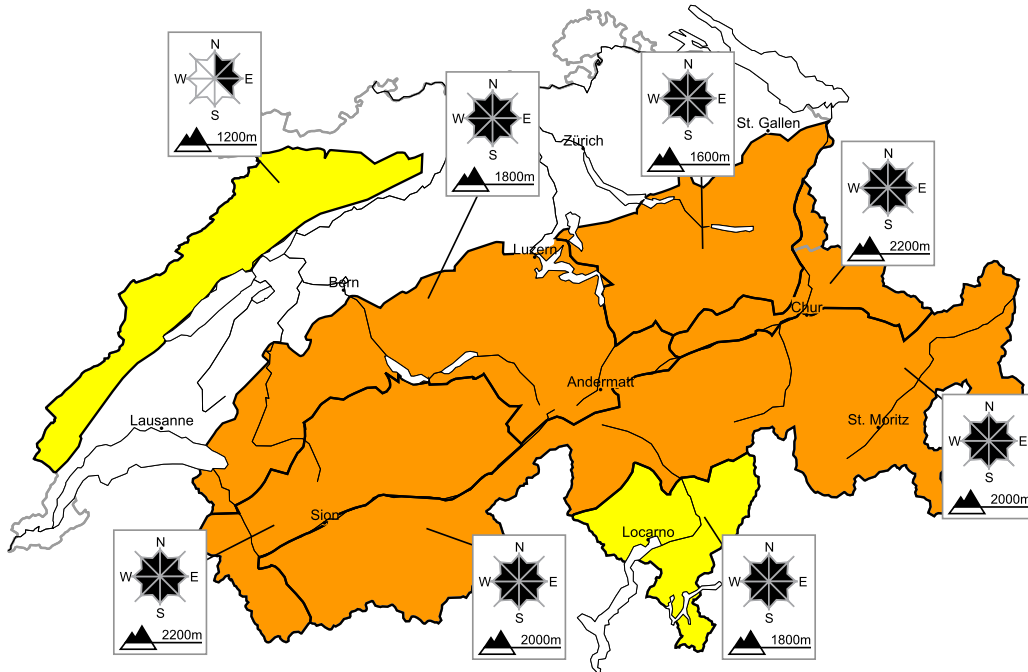 N
W E
S
1200m
N
W E
S
1800m
N
W E
S
1600m
N
W E
S
2200m
St. Gallen
Zürich
Luzern
Bern
Chur
Andermatt
Lausanne
St. Moritz
N
W E
S
2000m
Sion
Locarno
N
W E
S
2200m
N
W E
S
2000m
N
W E
S
1800m